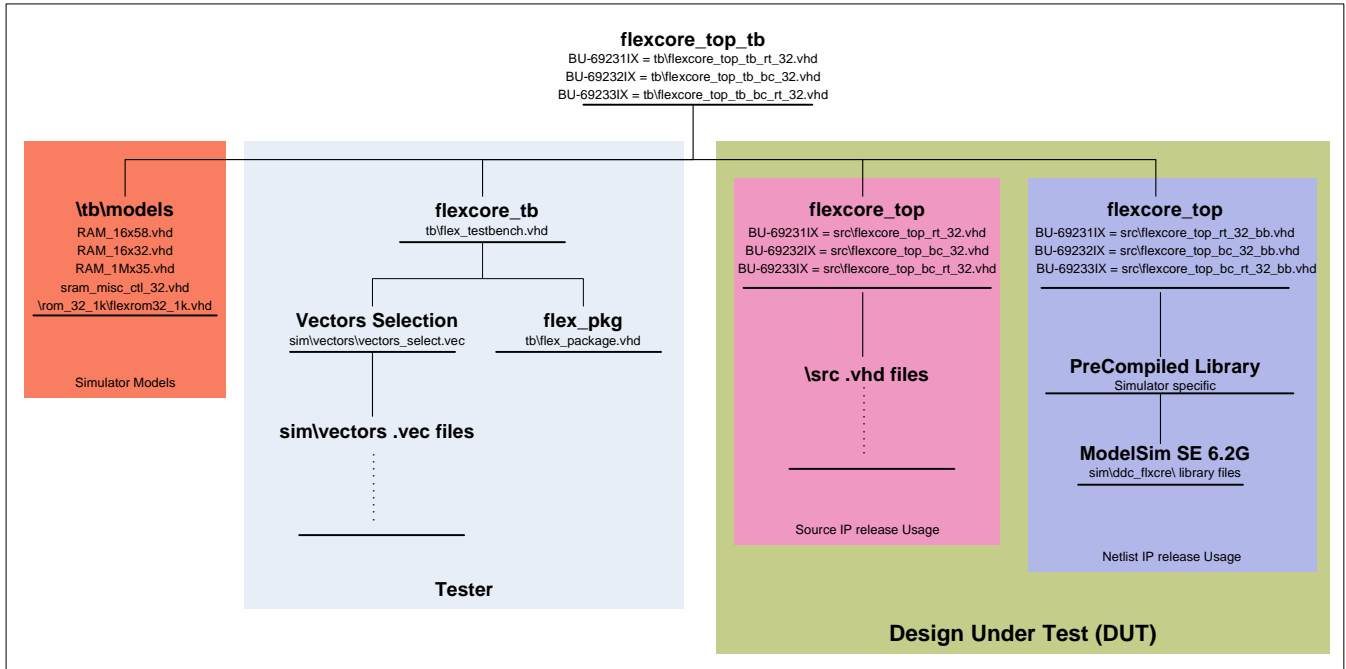 flexcore_top_tb
BU-69231IX = tb\flexcore_top_tb_rt_32.vhd
BU-69232IX = tb\flexcore_top_tb_bc_32.vhd
BU-69233IX = tb\flexcore_top_tb_bc_rt_32.vhd
\tb\models
RAM_16x58.vhd
RAM_16x32.vhd
RAM_1Mx35.vhd
sram_misc_ctl_32.vhd
\rom_32_1k\flexrom32_1k.vhd
Simulator Models
flexcore_tb
tb\flex_testbench.vhd
Vectors Selection
sim\vectors\vectors_select.vec
flex_pkg
tb\flex_package.vhd
sim\vectors .vec files
Tester
flexcore_top
BU-69231IX = src\flexcore_top_rt_32.vhd
BU-69232IX = src\flexcore_top_bc_32.vhd
BU-69233IX = src\flexcore_top_bc_rt_32.vhd
\src .vhd files
Source IP release Usage
flexcore_top
BU-69231IX = src\flexcore_top_rt_32_bb.vhd
BU-69232IX = src\flexcore_top_bc_32_bb.vhd
BU-69233IX = src\flexcore_top_bc_rt_32_bb.vhd
PreCompiled Library
Simulator specific
ModelSim SE 6.2G
sim\ddc_flxcre\ library files
Netlist IP release Usage
Design Under Test (DUT)